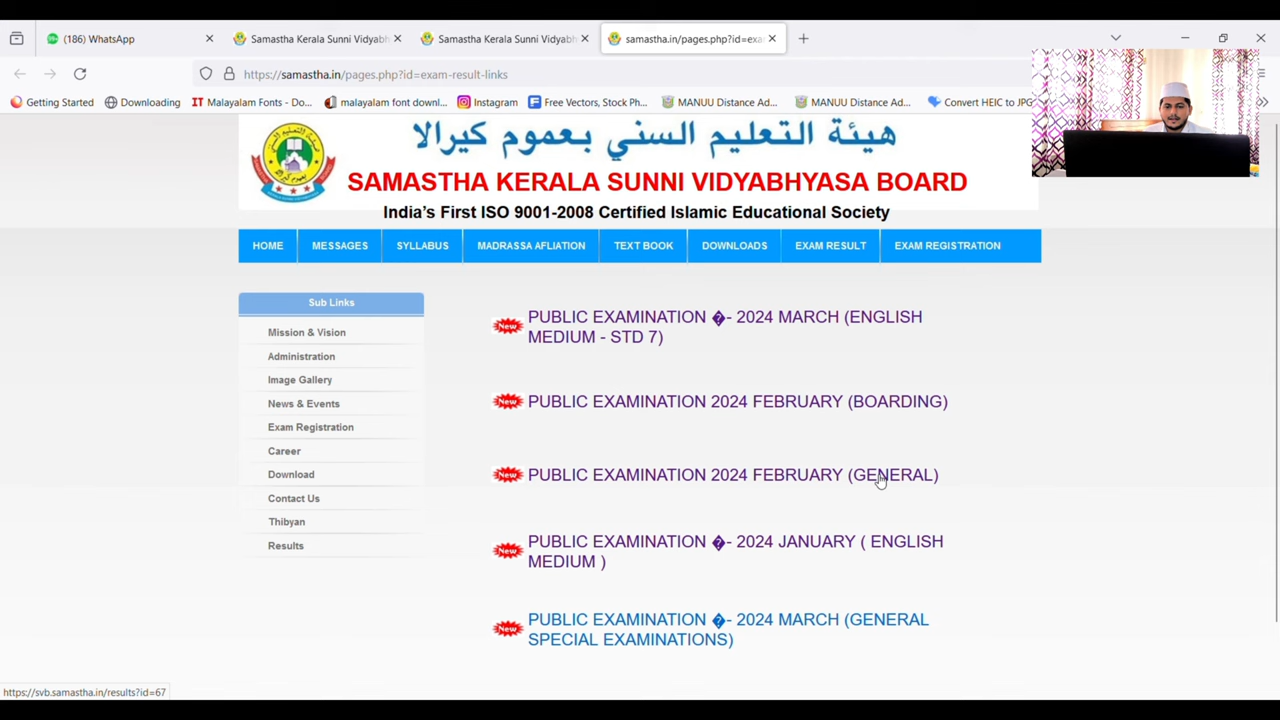 (186) WhatsApp
Samastha Kerala Sunni Vidyabh
Samastha Kerala Sunni Vidyabh
samastha.in/pages.php?id=exa
https://samastha.in/pages.php?id=exam-result-links
Getting Started
Downloading
IT Malayalam Fonts - Do...
malayalam font downl...
Instagram
Free Vectors, Stock Ph...
MANUU Distance Ad...
MANUU Distance Ad...
Convert HEIC to JPG
هيئة التعليم السني بعموم كيرالا
SAMASTHA KERALA SUNNI VIDYABHYASA BOARD
India's First ISO 9001-2008 Certified Islamic Educational Society
HOME
MESSAGES
SYLLABUS
MADRASSA AFLIATION
TEXT BOOK
DOWNLOADS
EXAM RESULT
EXAM REGISTRATION
Sub Links
Mission & Vision
Administration
Image Gallery
News & Events
Exam Registration
Career
Download
Contact Us
Thibyan
Results
New PUBLIC EXAMINATION �- 2024 MARCH (ENGLISH
MEDIUM - STD 7)
New PUBLIC EXAMINATION 2024 FEBRUARY (BOARDING)
New PUBLIC EXAMINATION 2024 FEBRUARY (GENERAL)
New PUBLIC EXAMINATION �- 2024 JANUARY ( ENGLISH
MEDIUM )
New PUBLIC EXAMINATION �- 2024 MARCH (GENERAL
SPECIAL EXAMINATIONS)
https://svb.samastha.in/results?id=67